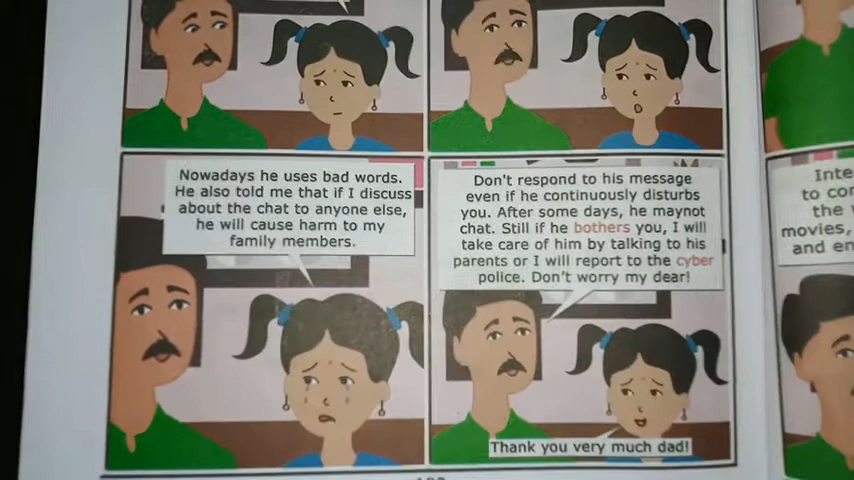 Nowadays he uses bad words.
He also told me that if I discuss
about the chat to anyone else,
he will cause harm to my
family members.
Don't respond to his message
even if he continuously disturbs
you. After some days, he maynot
chat. Still if he bothers you, I will
take care of him by talking to his
parents or I will report to the cyber
police. Don't worry my dear!
Thank you very much dad!
to
the
movies,
and